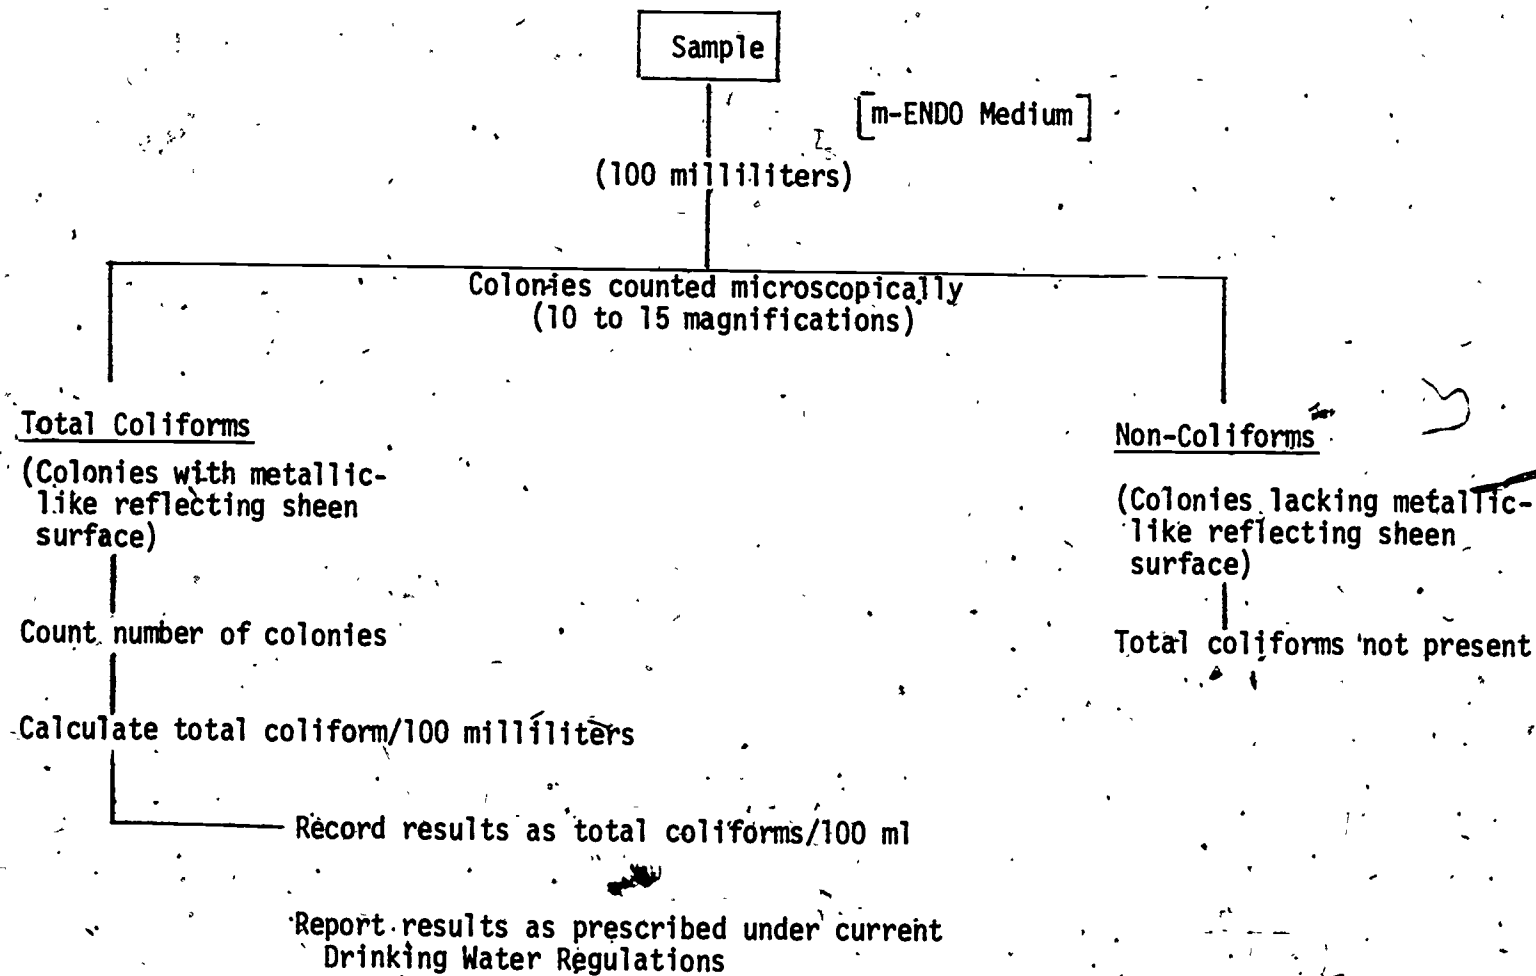 Sample
[m-ENDO Medium]
(100 milliliters)
Colonies counted microscopically
(10 to 15 magnifications)
Total Coliforms
(Colonies with metallic-
like reflecting sheen
surface)
Count number of colonies
Calculate total coliform/100 milliliters
Record results as total coliforms/100 ml
Report results as prescribed under current
Drinking Water Regulations
Non-Coliforms
(Colonies lacking metallic-
like reflecting sheen
surface)
Total coliforms not present